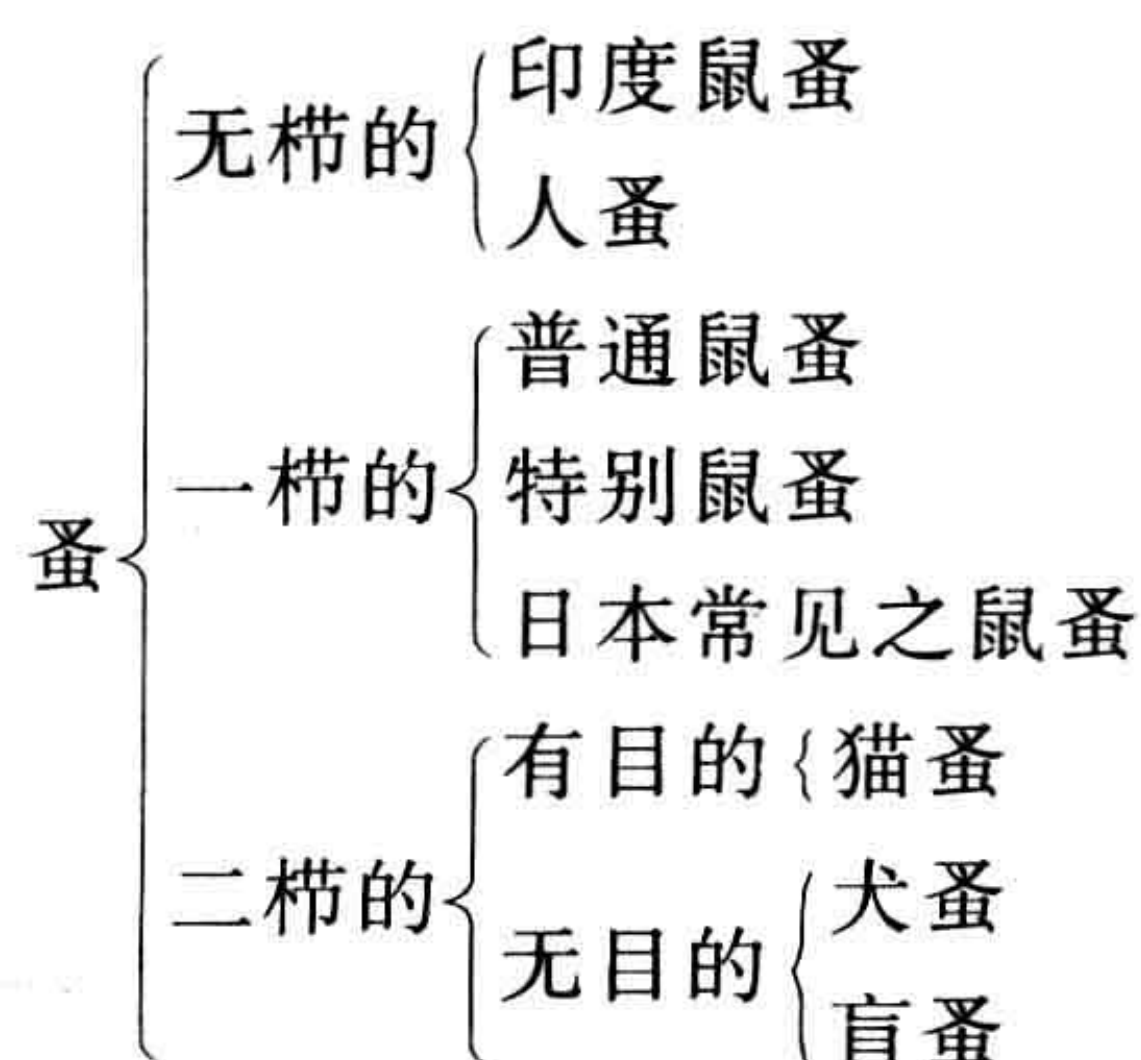 蚤
无栉的
印度鼠蚤
人蚤
一栉的
普通鼠蚤
特别鼠蚤
日本常见之鼠蚤
二栉的
有目的
猫蚤
无目的
犬蚤
盲蚤